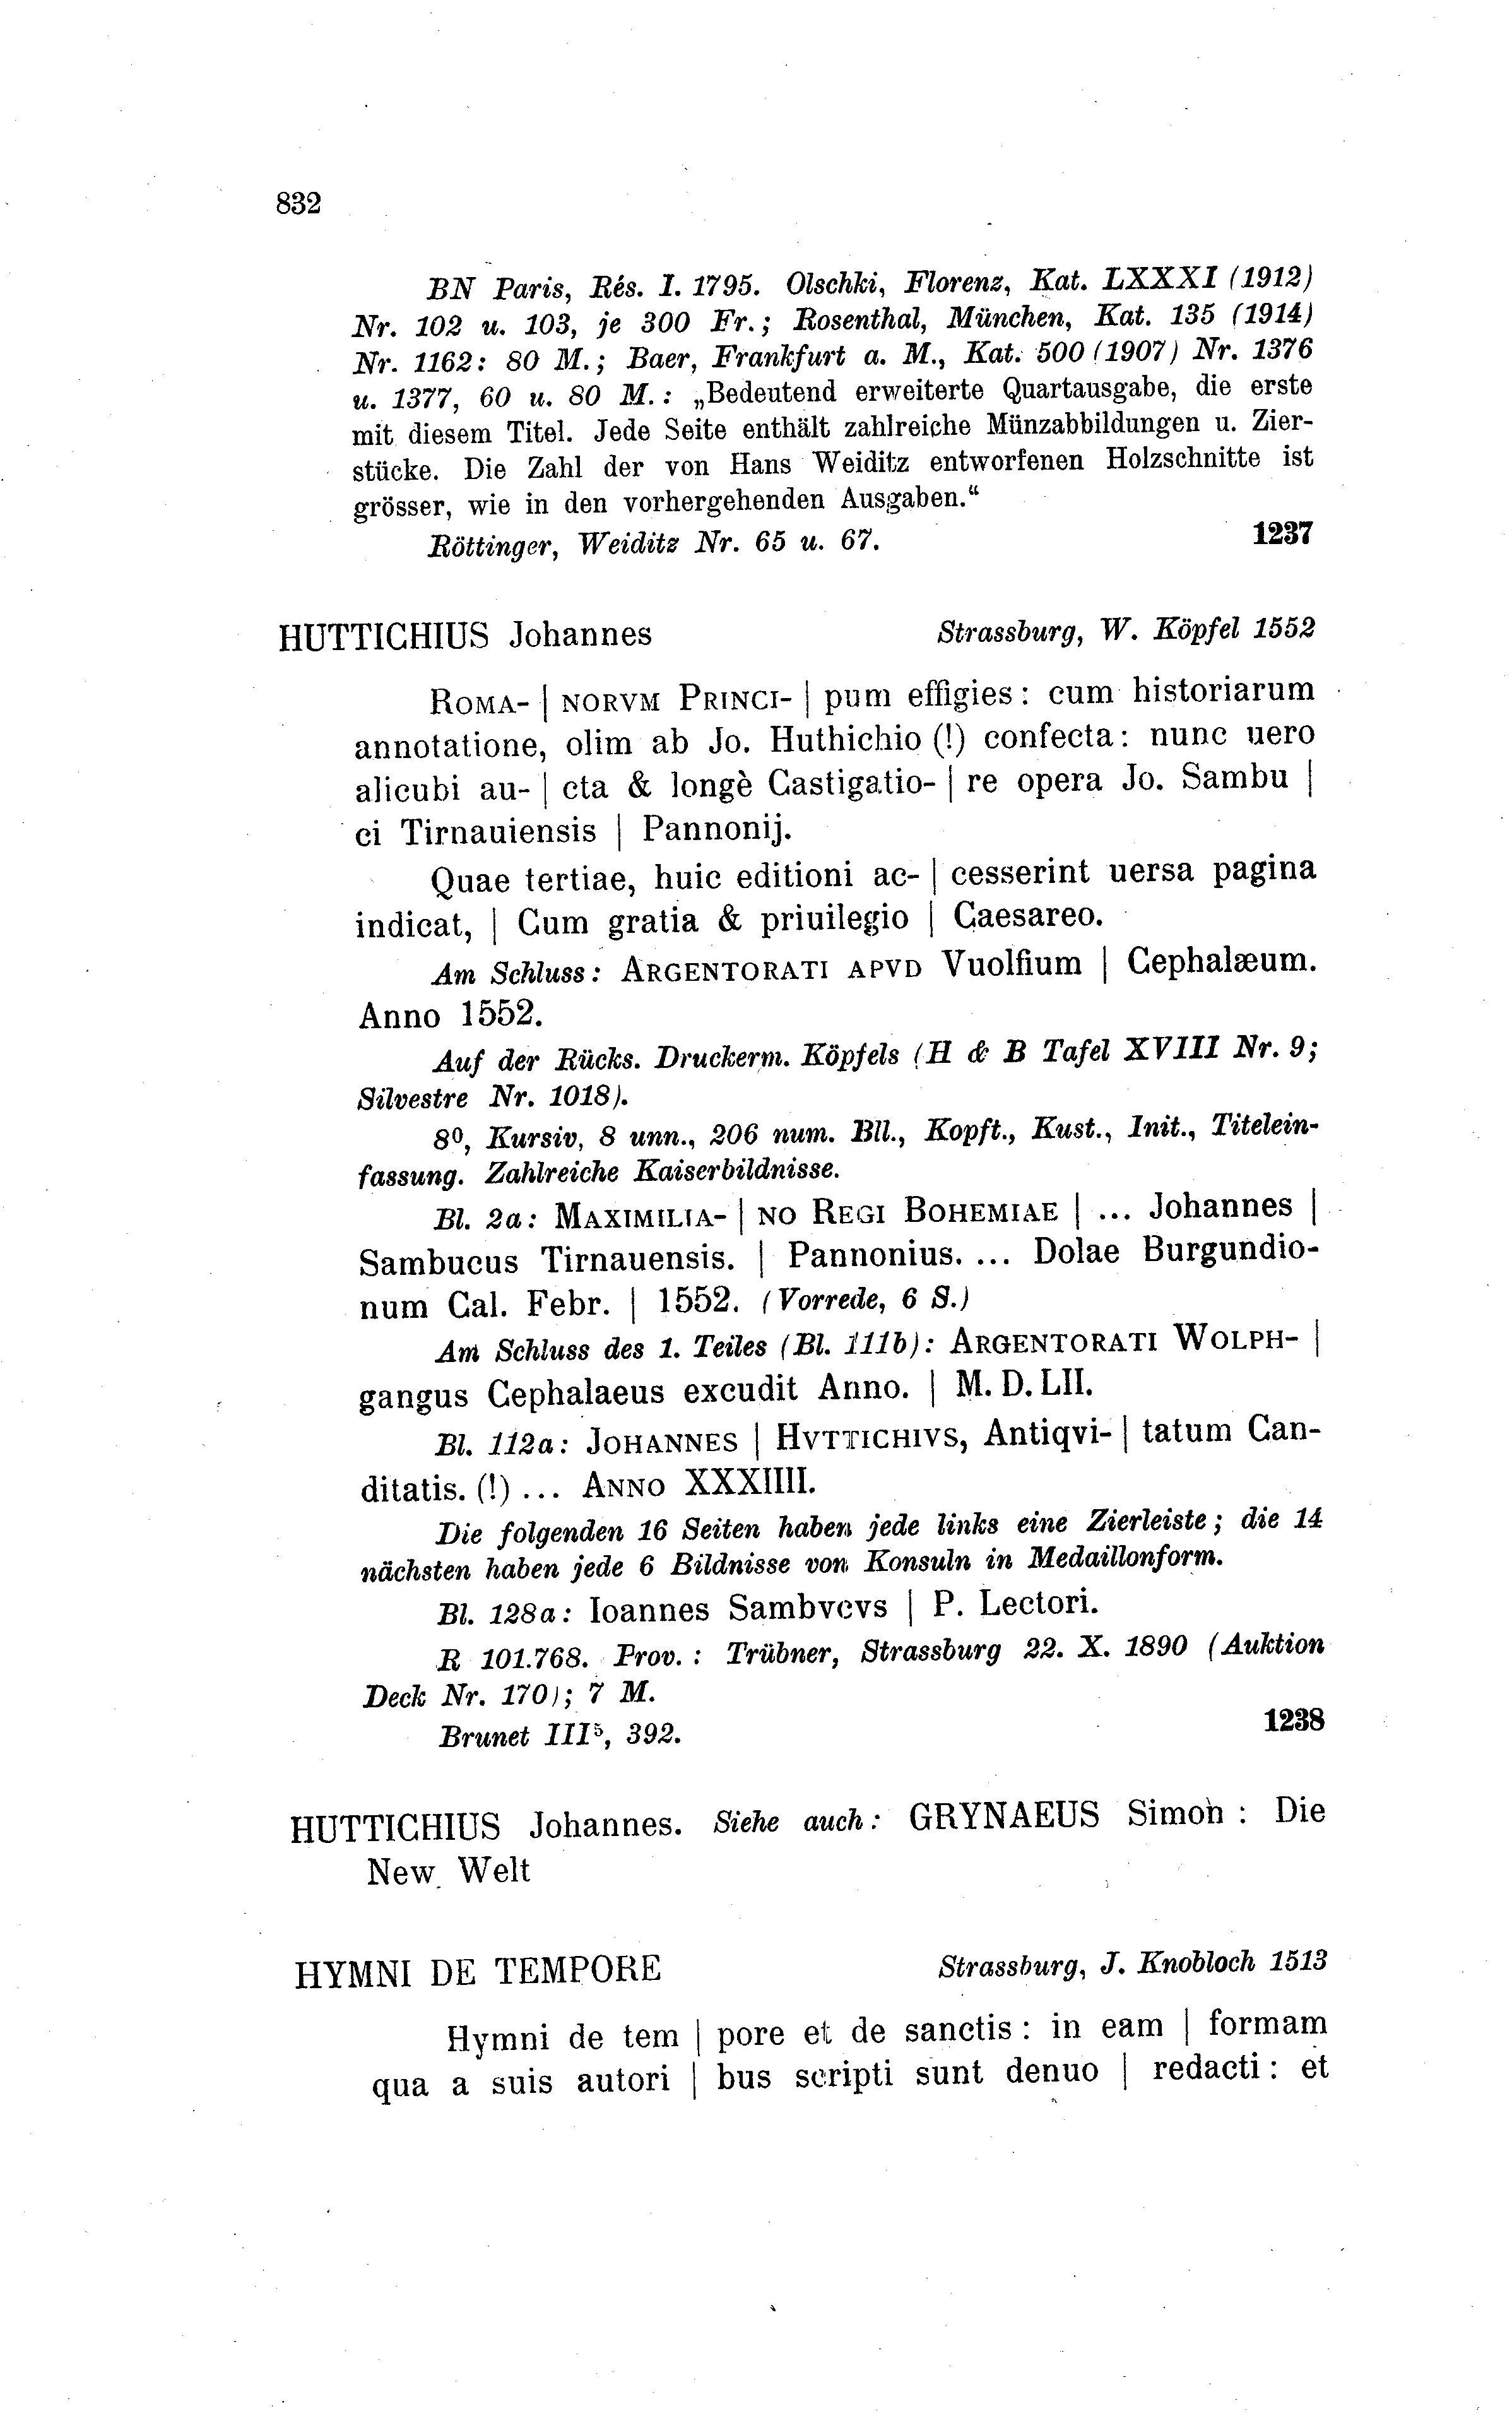 832
BN Paris, Rés. I. 1795. Olschki, Florenz, Kat. LXXXI (1912)
Nr. 102 u. 103, je 300 Fr.; Rosenthal, München, Kat. 135 (1914)
Nr. 1162: 80 M.; Baer, Frankfurt a. M., Kat. 500 (1907) Nr. 1376
u. 1377, 60 u. 80 M.: „Bedeutend erweiterte Quartausgabe, die erste
mit diesem Titel. Jede Seite enthält zahlreiche Münzabbildungen u. Zier-
stücke. Die Zahl der von Hans Weiditz entworfenen Holzschnitte ist
grösser, wie in den vorhergehenden Ausgaben.“
Röttinger, Weiditz Nr. 65 u. 67. 1237
HUTTICHIUS Johannes Strassburg, W. Köpfel 1552
ROMA- | NORVM PRINCI- | pum effigies: cum historiarum
annotatione, olim ab Jo. Huthichio (!) confecta: nunc uero
alicubi au- | cta & longè Castigatio- | re opera Jo. Sambu |
ci Tirnauiensis | Pannonij.
Quae tertiae, huic editioni ac- | cesserint uersa pagina
indicat, | Cum gratia & priuilegio | Caesareo.
Am Schluss: ARGENTORATI APVD Vuolfium | Cephalæum.
Anno 1552.
Auf der Rücks. Druckerm. Köpfels (H & B Tafel XVIII Nr. 9;
Silvestre Nr. 1018).
8⁰, Kursiv, 8 unn., 206 num. Bll., Kopft., Kust., Init., Titelein-
fassung. Zahlreiche Kaiserbildnisse.
Bl. 2a: MAXIMILIA- | NO REGI BOHEMIAE | ... Johannes |
Sambucus Tirnauensis. | Pannonius. ... Dolae Burgundio-
num Cal. Febr. | 1552. (Vorrede, 6 S.)
Am Schluss des 1. Teiles (Bl. 111b): ARGENTORATI WOLPH- |
gangus Cephalaeus excudit Anno. | M. D. LII.
Bl. 112a: JOHANNES | HVTTICHIVS, Antiqvi- | tatum Can-
ditatis. (!) ... ANNO XXXIIII.
Die folgenden 16 Seiten haben jede links eine Zierleiste; die 14
nächsten haben jede 6 Bildnisse von Konsuln in Medaillonform.
Bl. 128a: Ioannes Sambvcvs | P. Lectori.
R 101.768. Prov.: Trübner, Strassburg 22. X. 1890 (Auktion
Deck Nr. 170); 7 M.
Brunet III⁵, 392. 1238
HUTTICHIUS Johannes. Siehe auch: GRYNAEUS Simon: Die
New Welt
HYMNI DE TEMPORE Strassburg, J. Knobloch 1513
Hymni de tem | pore et de sanctis: in eam | formam
qua a suis autori | bus scripti sunt denuo | redacti: et